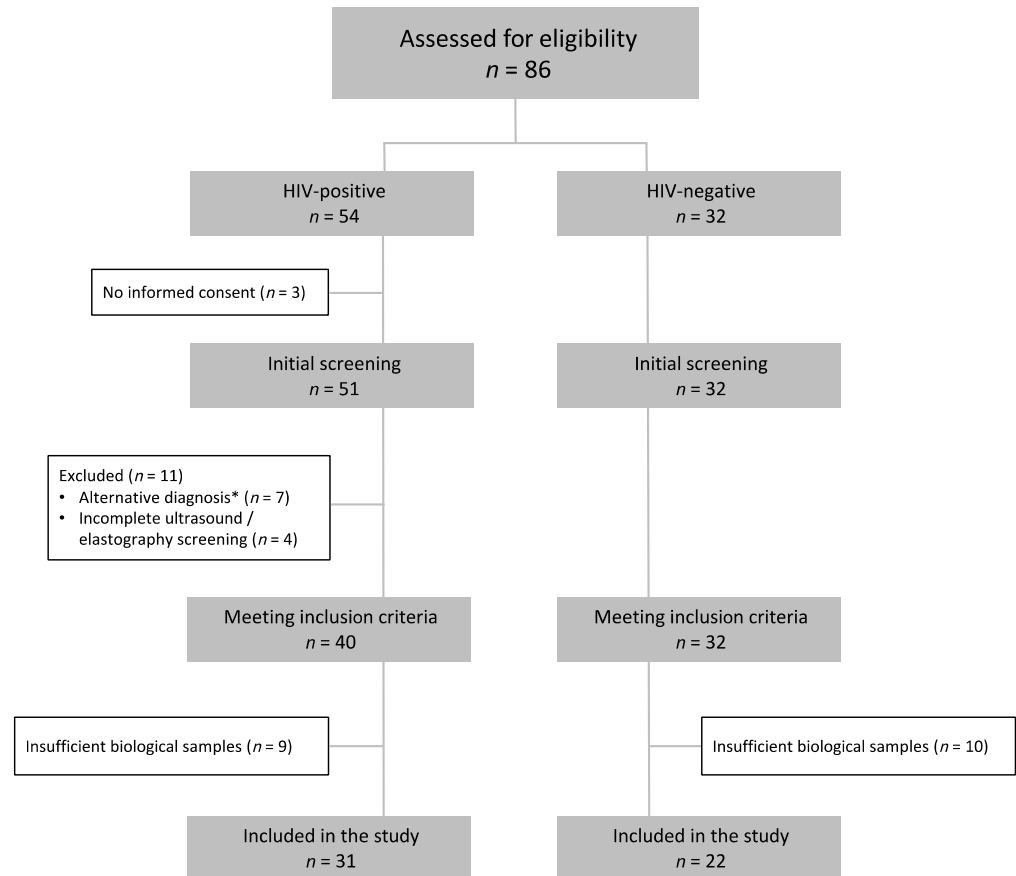 Assessed for eligibility
n = 86
HIV-positive
n = 54
HIV-negative
n = 32
No informed consent (n = 3)
Initial screening
n = 51
Initial screening
n = 32
Excluded (n = 11)
• Alternative diagnosis* (n = 7)
• Incomplete ultrasound /
elastography screening (n = 4)
Meeting inclusion criteria
n = 40
Meeting inclusion criteria
n = 32
Insufficient biological samples (n = 9)
Insufficient biological samples (n = 10)
Included in the study
n = 31
Included in the study
n = 22